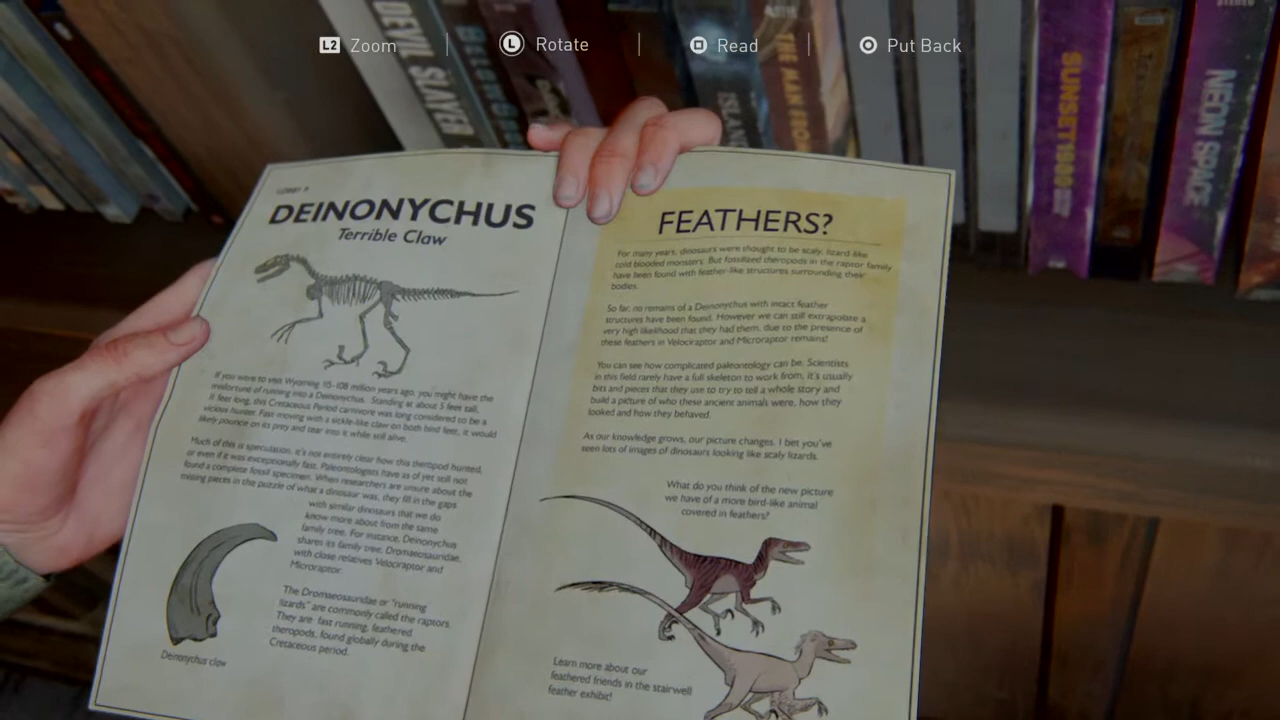 L2 Zoom
L Rotate
Read
Put Back
DEVIL SLAYER
ISLAN
THE MAN FRO
STEREO
SUNSET 1989
NEON SPACE
LOBBY A
DEINONYCHUS
Terrible Claw
If you were to visit Wyoming 115-108 million years ago, you might have the
misfortune of running into a Deinonychus. Standing at about 5 feet tall,
11 feet long, this Cretaceous Period carnivore was long considered to be a
vicious hunter. Fast moving with a sickle-like claw on both hind feet, it would
likely pounce on its prey and tear into it while still alive.
Much of this is speculation, it's not entirely clear how this theropod hunted,
or even if it was exceptionally fast. Paleontologists have as of yet still not
found a complete fossil specimen. When researchers are unsure about the
missing pieces in the puzzle of what a dinosaur was, they fill in the gaps
with similar dinosaurs that we do
know more about from the same
family tree. For instance, Deinonychus
shares its family tree, Dromaeosauridae,
with close relatives Velociraptor and
Microraptor.
The Dromaeosauridae or "running
lizards" are commonly called the raptors.
They are fast running, feathered
theropods, found globally during the
Cretaceous period.
Deinonychus claw
FEATHERS?
For many years, dinosaurs were thought to be scaly, lizard-like
cold blooded monsters. But fossilized theropods in the raptor family
have been found with feather-like structures surrounding their
bodies.
So far, no remains of a Deinonychus with intact feather
structures have been found. However we can still extrapolate a
very high likelihood that they had them, due to the presence of
these feathers in Velociraptor and Microraptor remains!
You can see how complicated paleontology can be. Scientists
in this field rarely have a full skeleton to work from, it's usually
bits and pieces that they use to try to tell a whole story and
build a picture of who these ancient animals were, how they
looked and how they behaved.
As our knowledge grows, our picture changes. I bet you've
seen lots of images of dinosaurs looking like scaly lizards.
What do you think of the new picture
we have of a more bird-like animal
covered in feathers?
Learn more about our
feathered friends in the stairwell
feather exhibit!